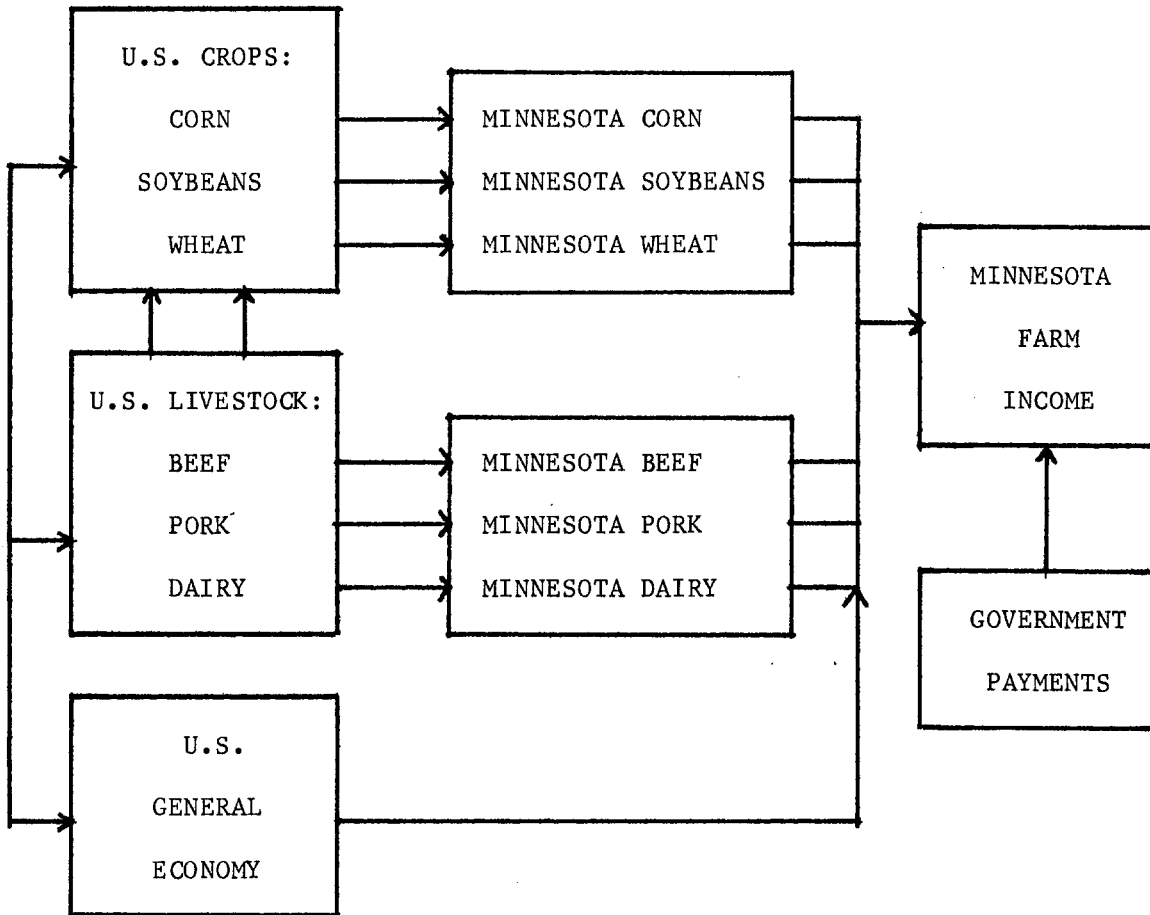 U.S. CROPS:
CORN
SOYBEANS
WHEAT
MINNESOTA CORN
MINNESOTA SOYBEANS
MINNESOTA WHEAT
U.S. LIVESTOCK:
BEEF
PORK
DAIRY
MINNESOTA BEEF
MINNESOTA PORK
MINNESOTA DAIRY
U.S.
GENERAL
ECONOMY
MINNESOTA
FARM
INCOME
GOVERNMENT
PAYMENTS